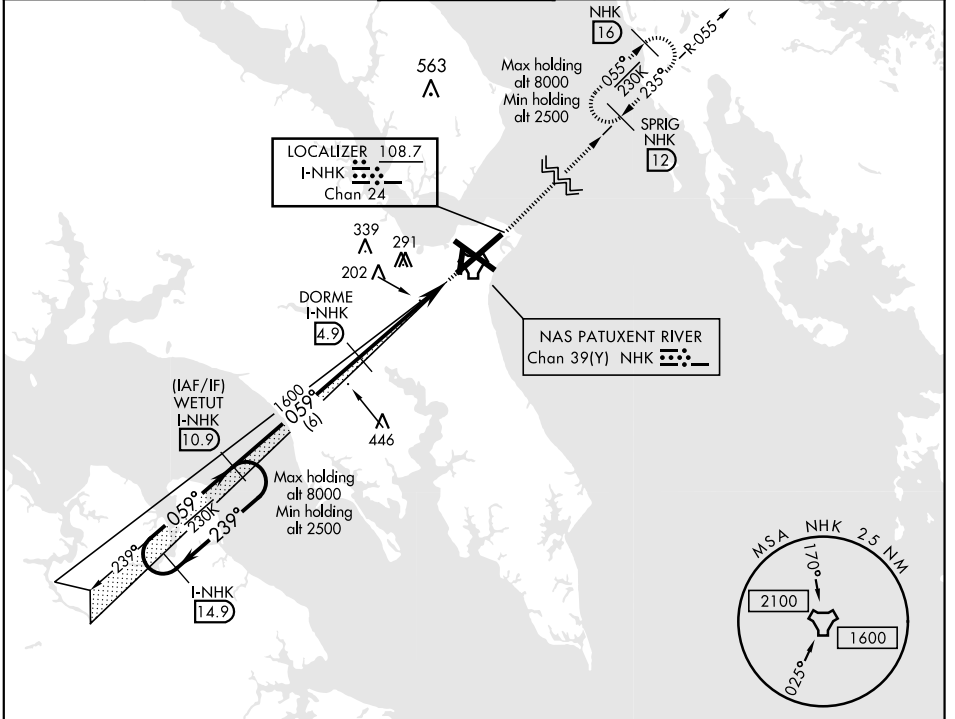 NHK
16
R-055
055°
230K
235°
Max holding
alt 8000
Min holding
alt 2500
SPRIG
NHK
12
563
LOCALIZER 108.7
I-NHK
Chan 24
339
291
202
DORME
I-NHK
4.9
NAS PATUXENT RIVER
Chan 39(Y) NHK
(IAF/IF)
WETUT
I-NHK
10.9
1600
059°
(6)
446
Max holding
alt 8000
Min holding
alt 2500
059°
230K
239°
239°
I-NHK
14.9
MSA NHK 25 NM
170°
2100
1600
025°